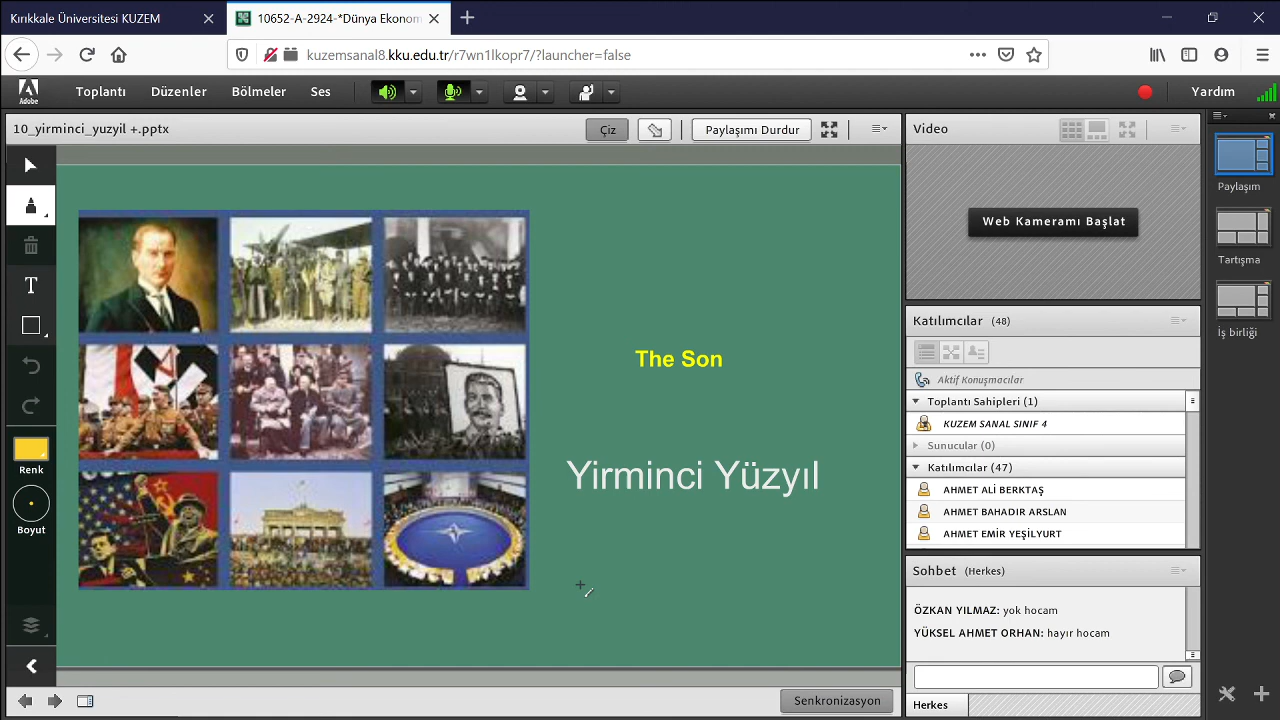 Kırıkkale Üniversitesi KUZEM
10652-A-2924-*Dünya Ekonom
kuzemsanal8.kku.edu.tr/r7wn1lkopr7/?launcher=false
Adobe
Toplantı
Düzenler
Bölmeler
Ses
Yardım
10_yirminci_yuzyil +.pptx
Çiz
Paylaşımı Durdur
T
Renk
Boyut
The Son
Yirminci Yüzyıl
Senkronizasyon
Video
Web Kameramı Başlat
Katılımcılar (48)
Aktif Konuşmacılar
Toplantı Sahipleri (1)
KUZEM SANAL SINIF 4
Sunucular (0)
Katılımcılar (47)
AHMET ALİ BERKTAŞ
AHMET BAHADIR ARSLAN
AHMET EMİR YEŞİLYURT
Sohbet (Herkes)
ÖZKAN YILMAZ: yok hocam
YÜKSEL AHMET ORHAN: hayır hocam
Herkes
Paylaşım
Tartışma
İş birliği